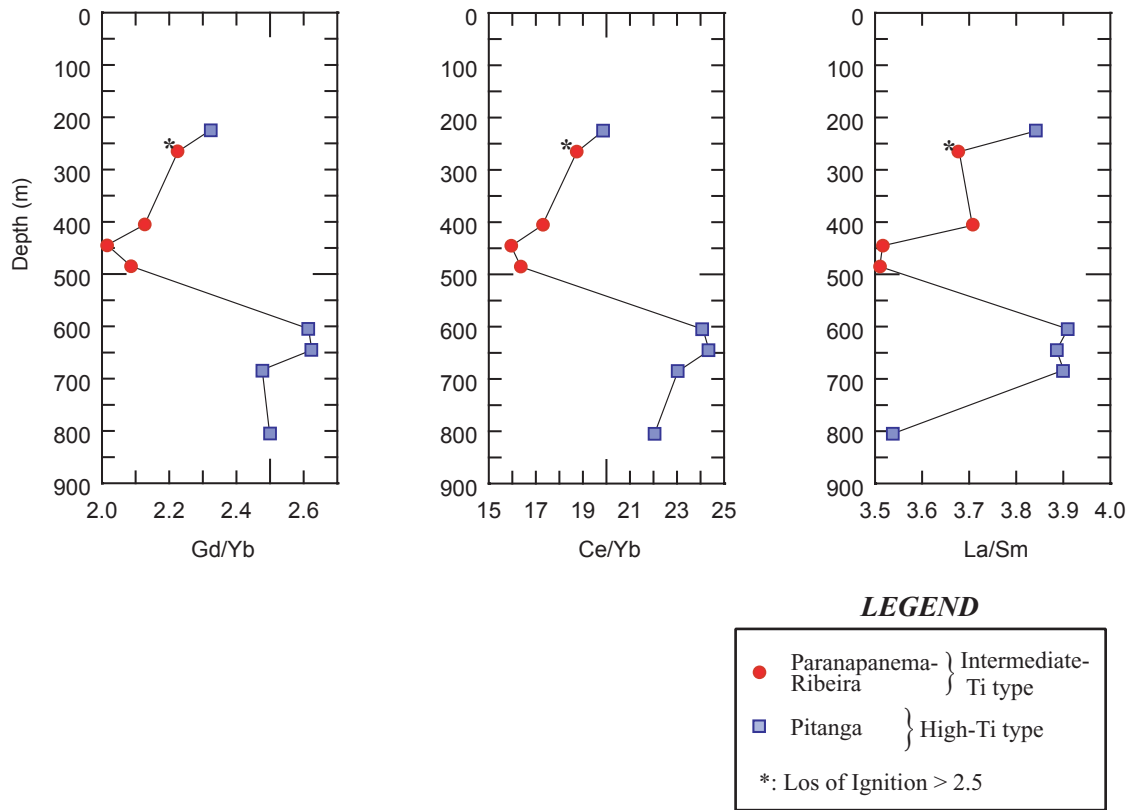 0
100
200
300
400
500
600
700
800
900
Depth (m)
*
2.0 2.2 2.4 2.6
Gd/Yb
0
100
200
300
400
500
600
700
800
900
*
15 17 19 21 23 25
Ce/Yb
0
100
200
300
400
500
600
700
800
900
*
3.5 3.6 3.7 3.8 3.9 4.0
La/Sm
LEGEND
Paranapanema- } Intermediate-
Ribeira Ti type
Pitanga } High-Ti type
*: Los of Ignition > 2.5